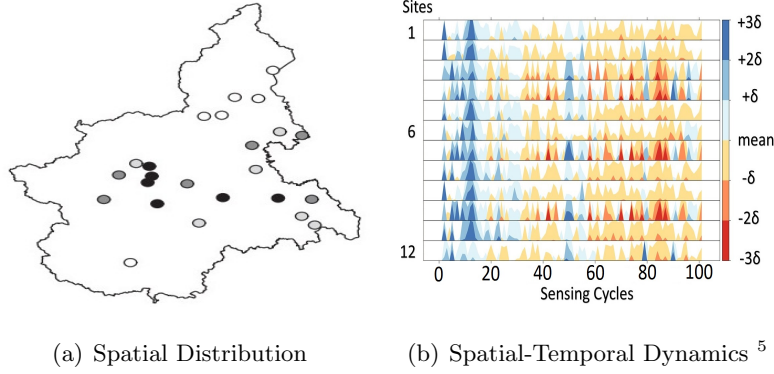 Sites
1
6
12
0 20 40 60 80 100
Sensing Cycles
+3δ
+2δ
+δ
mean
-δ
-2δ
-3δ
(a) Spatial Distribution
(b) Spatial-Temporal Dynamics 5